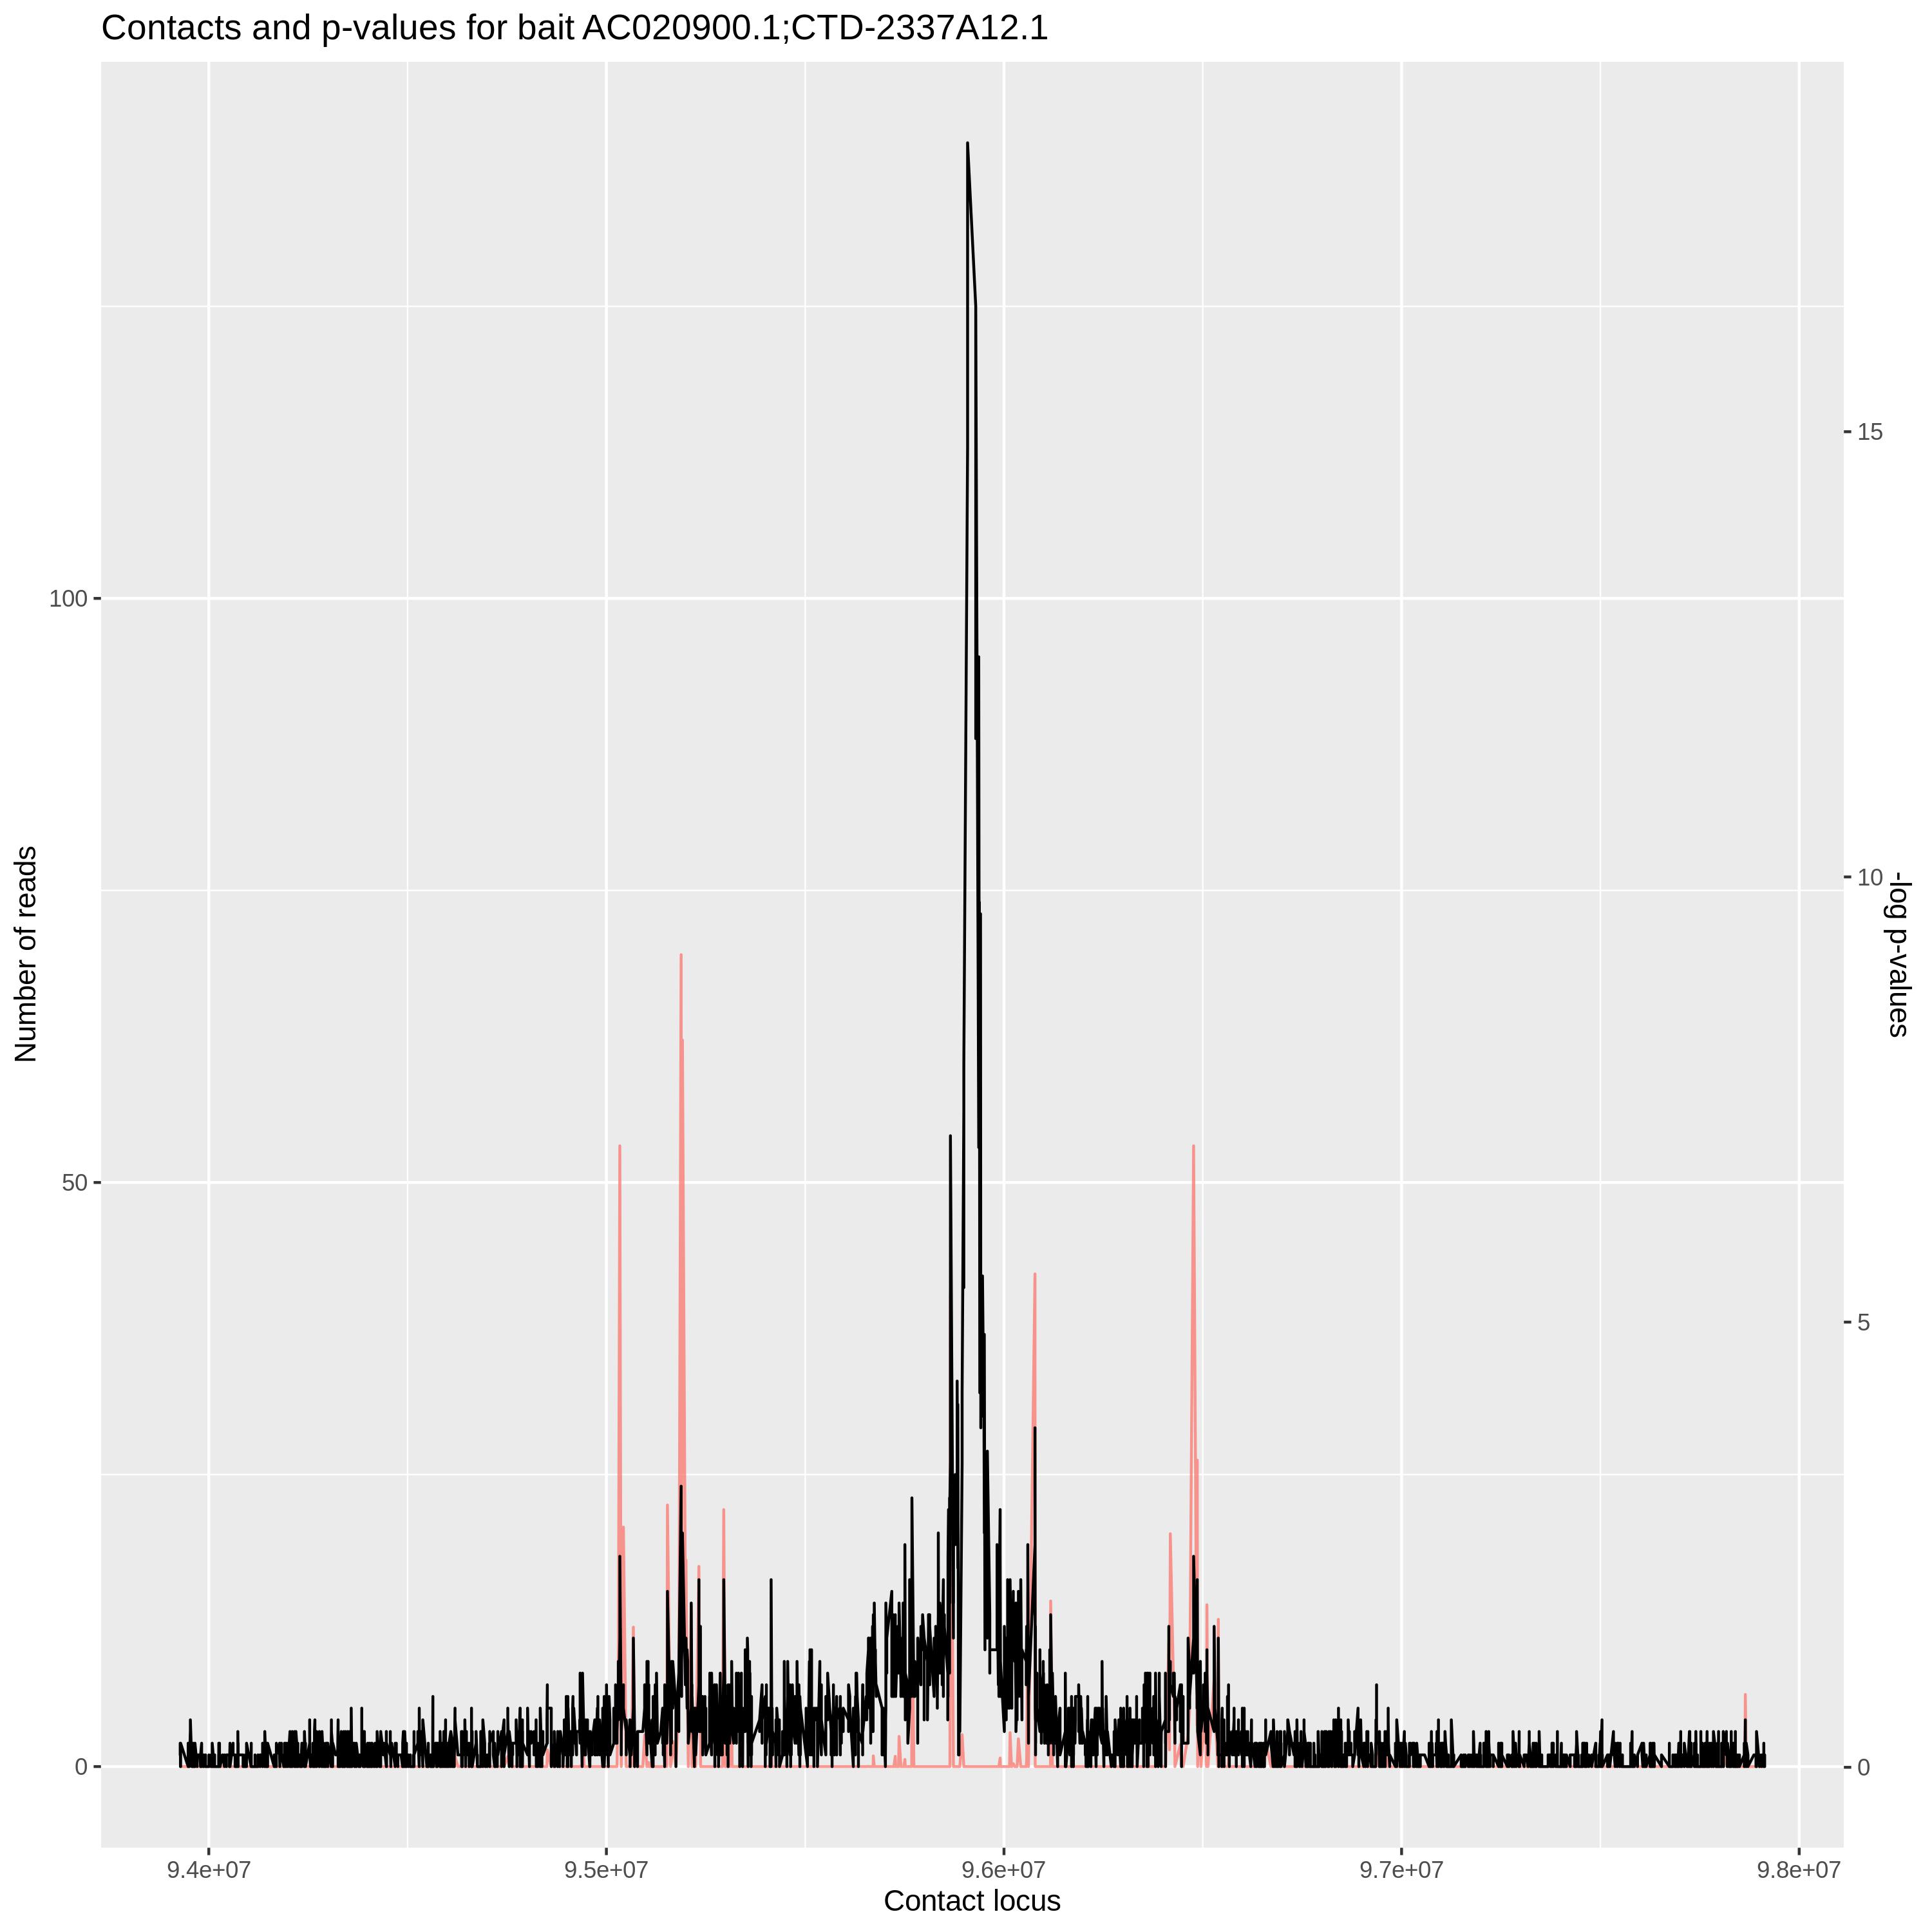 Contacts and p-values for bait AC020900.1;CTD-2337A12.1
Number of reads
100
50
0
15
10
5
0
-log p-values
9.4e+07
9.5e+07
9.6e+07
9.7e+07
9.8e+07
Contact locus